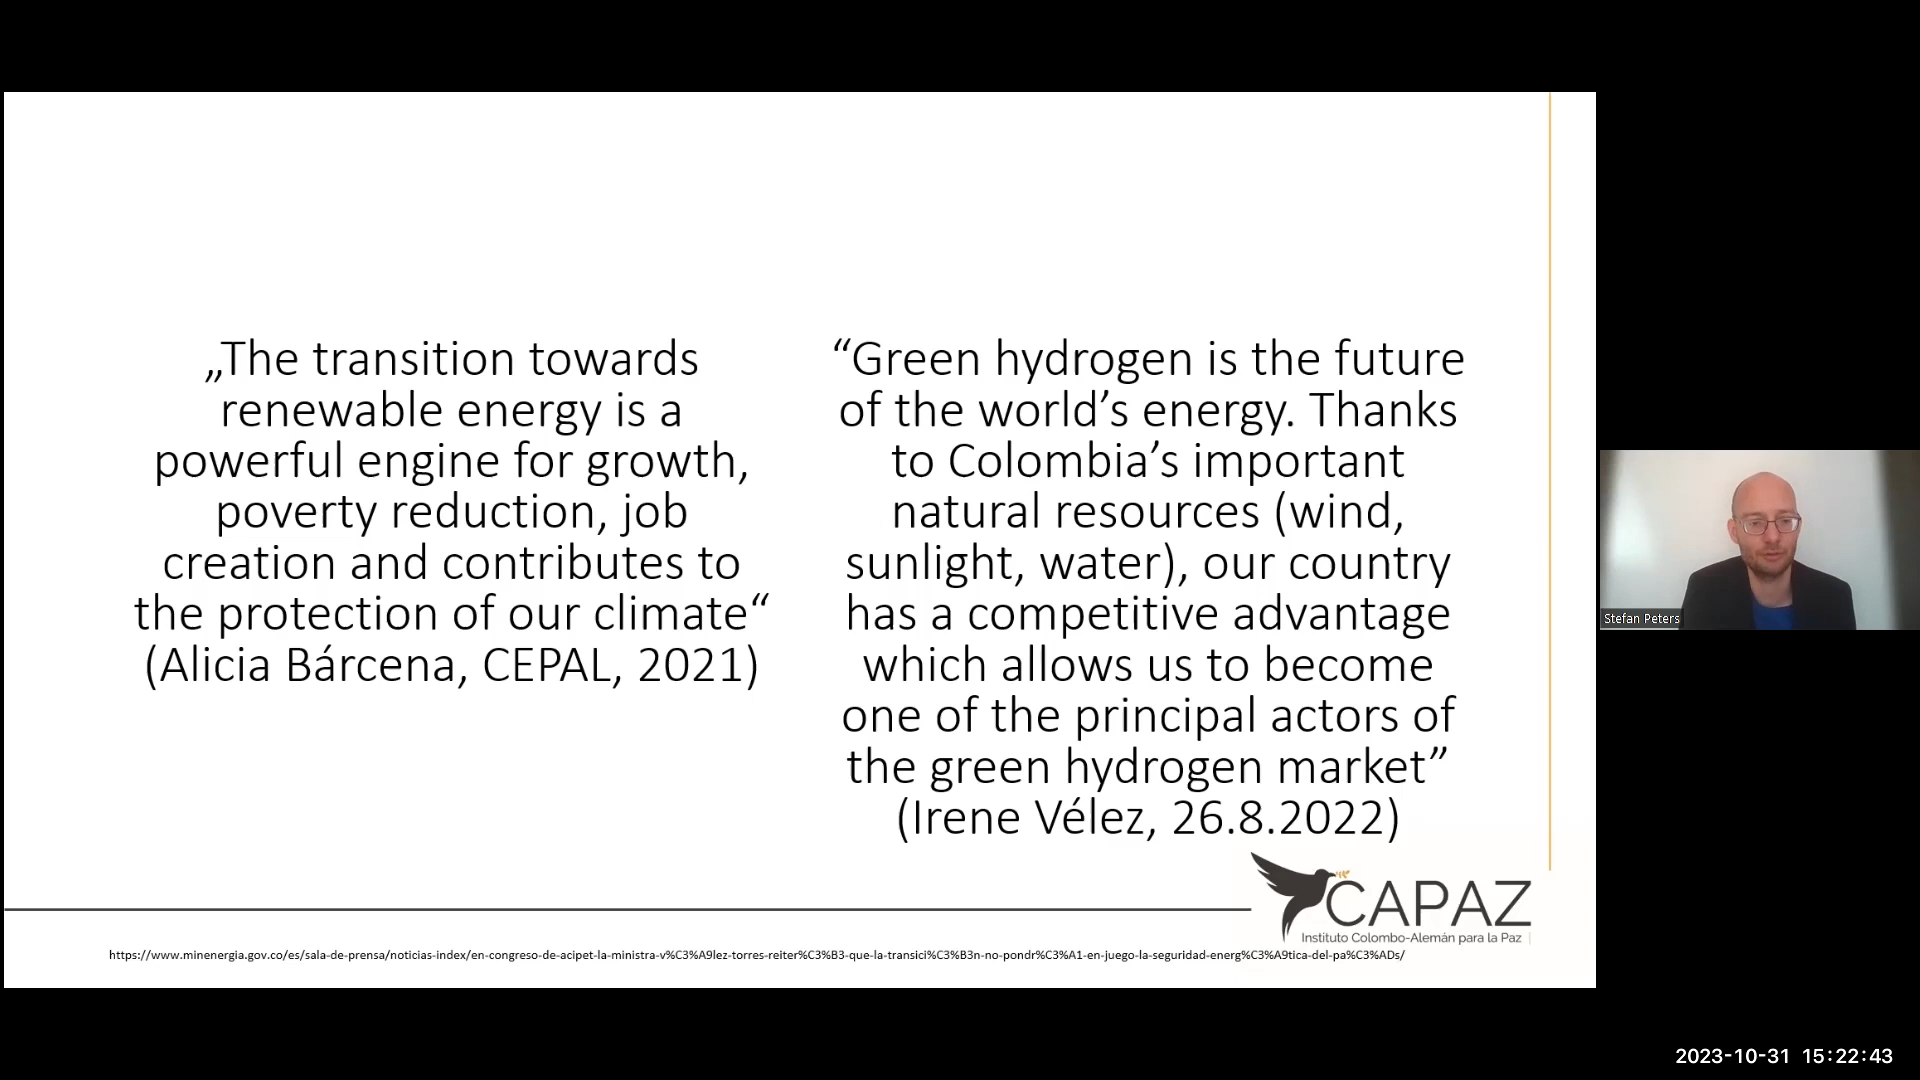 „The transition towards
renewable energy is a
powerful engine for growth,
poverty reduction, job
creation and contributes to
the protection of our climate“
(Alicia Bárcena, CEPAL, 2021)
“Green hydrogen is the future
of the world’s energy. Thanks
to Colombia’s important
natural resources (wind,
sunlight, water), our country
has a competitive advantage
which allows us to become
one of the principal actors of
the green hydrogen market”
(Irene Vélez, 26.8.2022)
CAPAZ
Instituto Colombo-Alemán para la Paz
https://www.minenergia.gov.co/es/sala-de-prensa/noticias-index/en-congreso-de-acipet-la-ministra-v%C3%A9lez-torres-reiter%C3%B3-que-la-transici%C3%B3n-no-pondr%C3%A1-en-juego-la-seguridad-energ%C3%A9tica-del-pa%C3%ADs/
Stefan Peters
2023-10-31 15:22:43